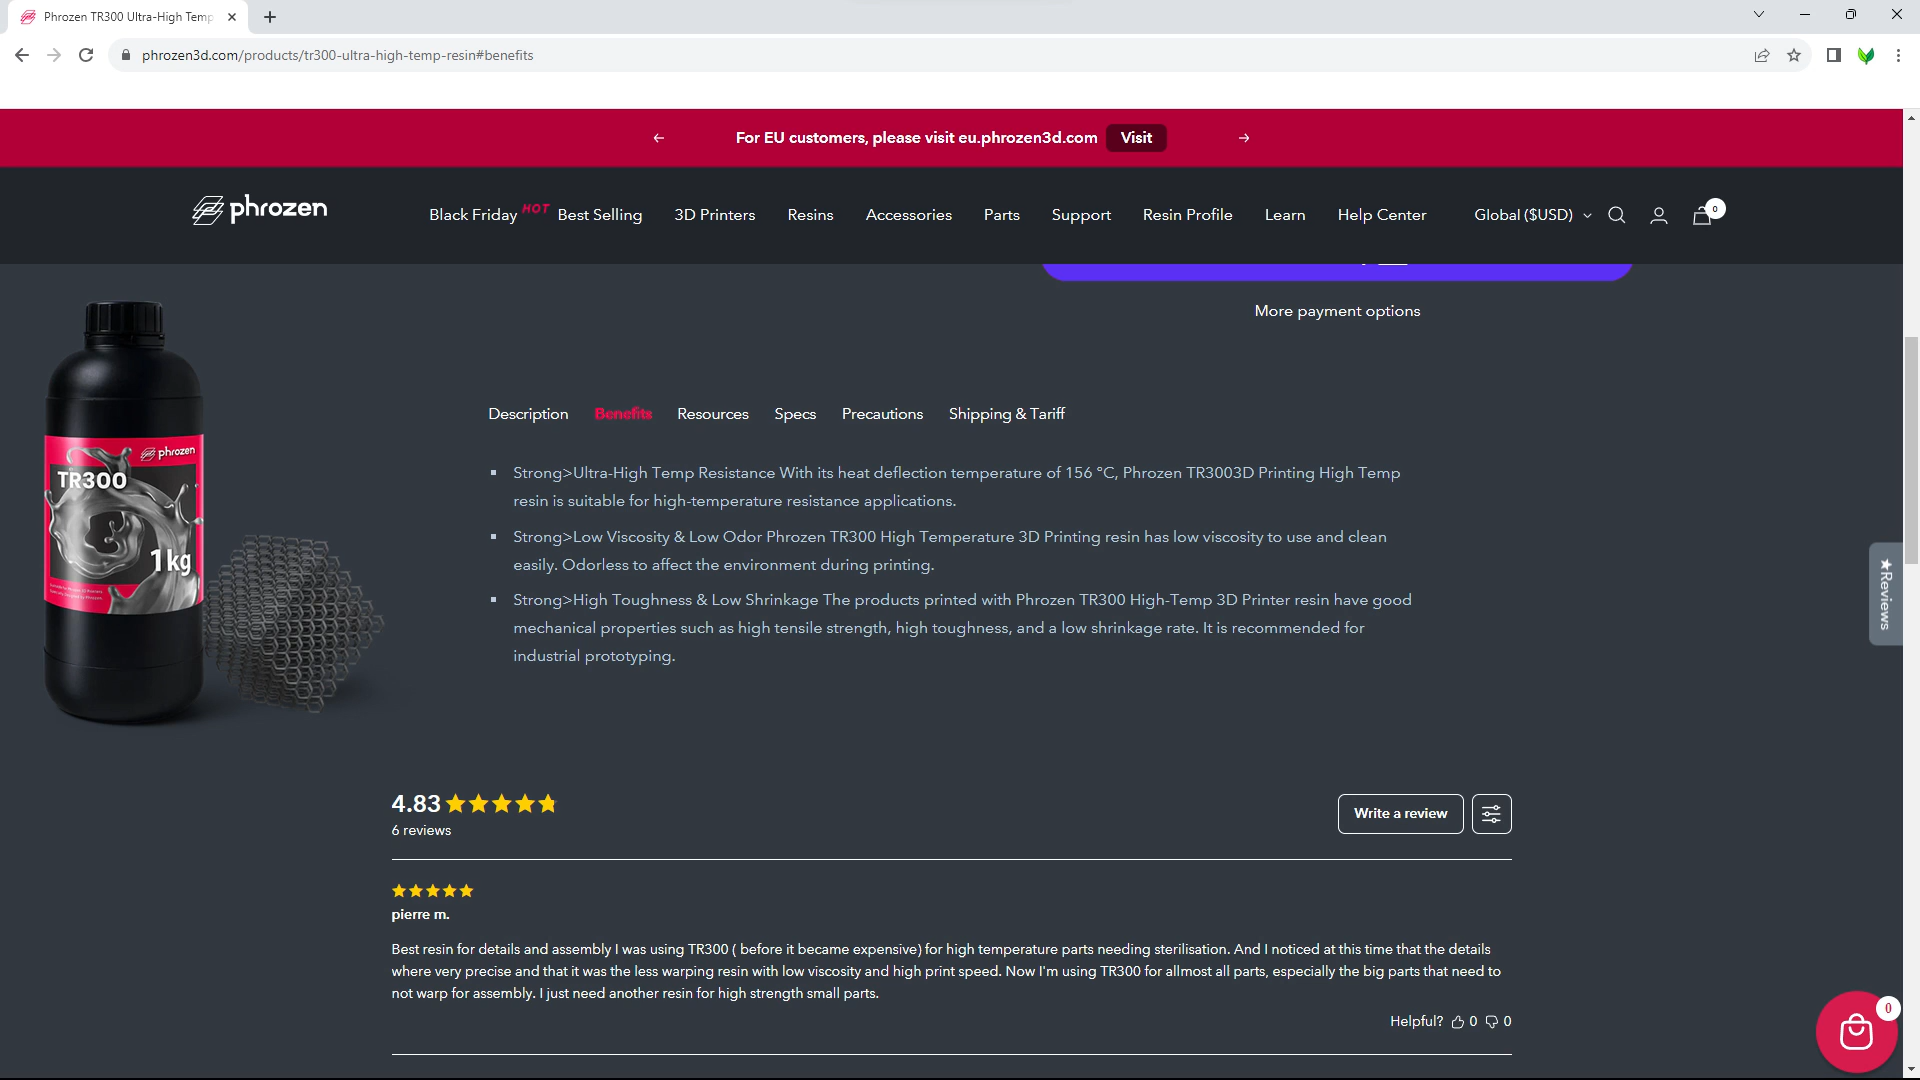 Phrozen TR300 Ultra-High Temp
phrozen3d.com/products/tr300-ultra-high-temp-resin#benefits
For EU customers, please visit eu.phrozen3d.com Visit
phrozen
Black Friday HOT Best Selling 3D Printers Resins Accessories Parts Support Resin Profile Learn Help Center Global ($USD) 0
More payment options
Description Benefits Resources Specs Precautions Shipping & Tariff
Strong>Ultra-High Temp Resistance With its heat deflection temperature of 156 °C, Phrozen TR3003D Printing High Temp
resin is suitable for high-temperature resistance applications.
Strong>Low Viscosity & Low Odor Phrozen TR300 High Temperature 3D Printing resin has low viscosity to use and clean
easily. Odorless to affect the environment during printing.
Strong>High Toughness & Low Shrinkage The products printed with Phrozen TR300 High-Temp 3D Printer resin have good
mechanical properties such as high tensile strength, high toughness, and a low shrinkage rate. It is recommended for
industrial prototyping.
phrozen
TR300
1kg
★Reviews
4.83
6 reviews
Write a review
pierre m.
Best resin for details and assembly I was using TR300 ( before it became expensive) for high temperature parts needing sterilisation. And I noticed at this time that the details
where very precise and that it was the less warping resin with low viscosity and high print speed. Now I'm using TR300 for allmost all parts, especially the big parts that need to
not warp for assembly. I just need another resin for high strength small parts.
Helpful? 0 0
0